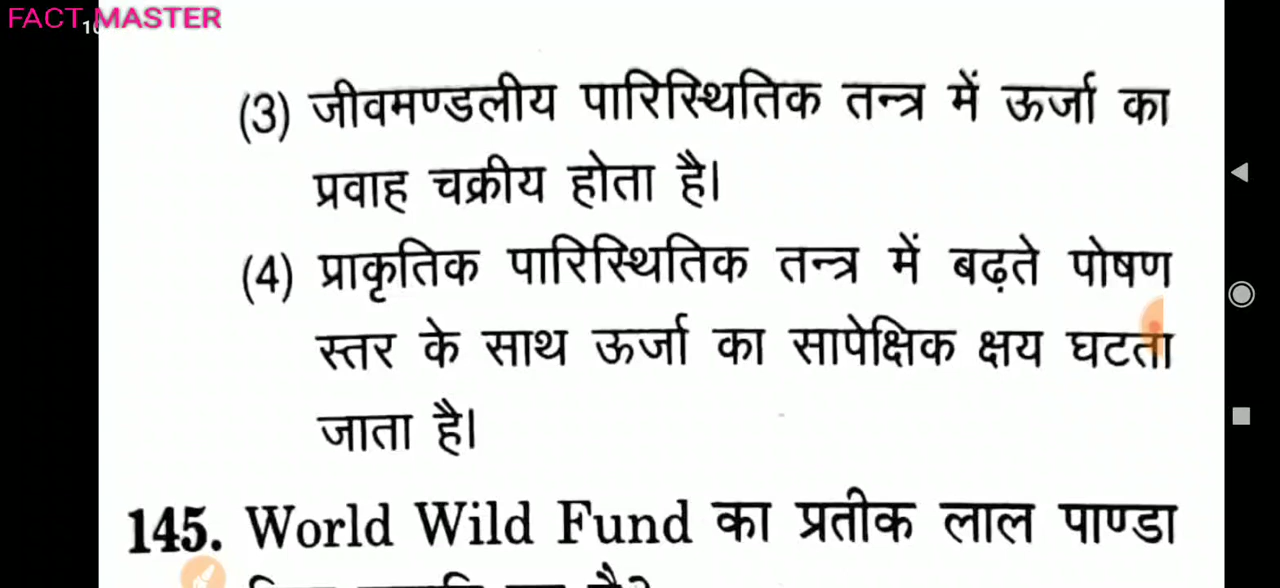 FACT MASTER
(3) जीवमण्डलीय पारिस्थितिक तन्त्र में ऊर्जा का
प्रवाह चक्रीय होता है।
(4) प्राकृतिक पारिस्थितिक तन्त्र में बढ़ते पोषण
स्तर के साथ ऊर्जा का सापेक्षिक क्षय घटता
जाता है।
145. World Wild Fund का प्रतीक लाल पाण्डा